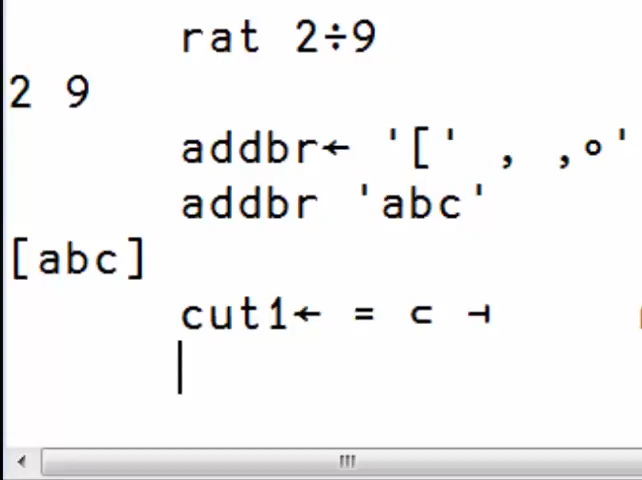 rat 2÷9
2 9
addbr← '[' , ,∘'
addbr 'abc'
[abc]
cut1← = ⊂ ⊣